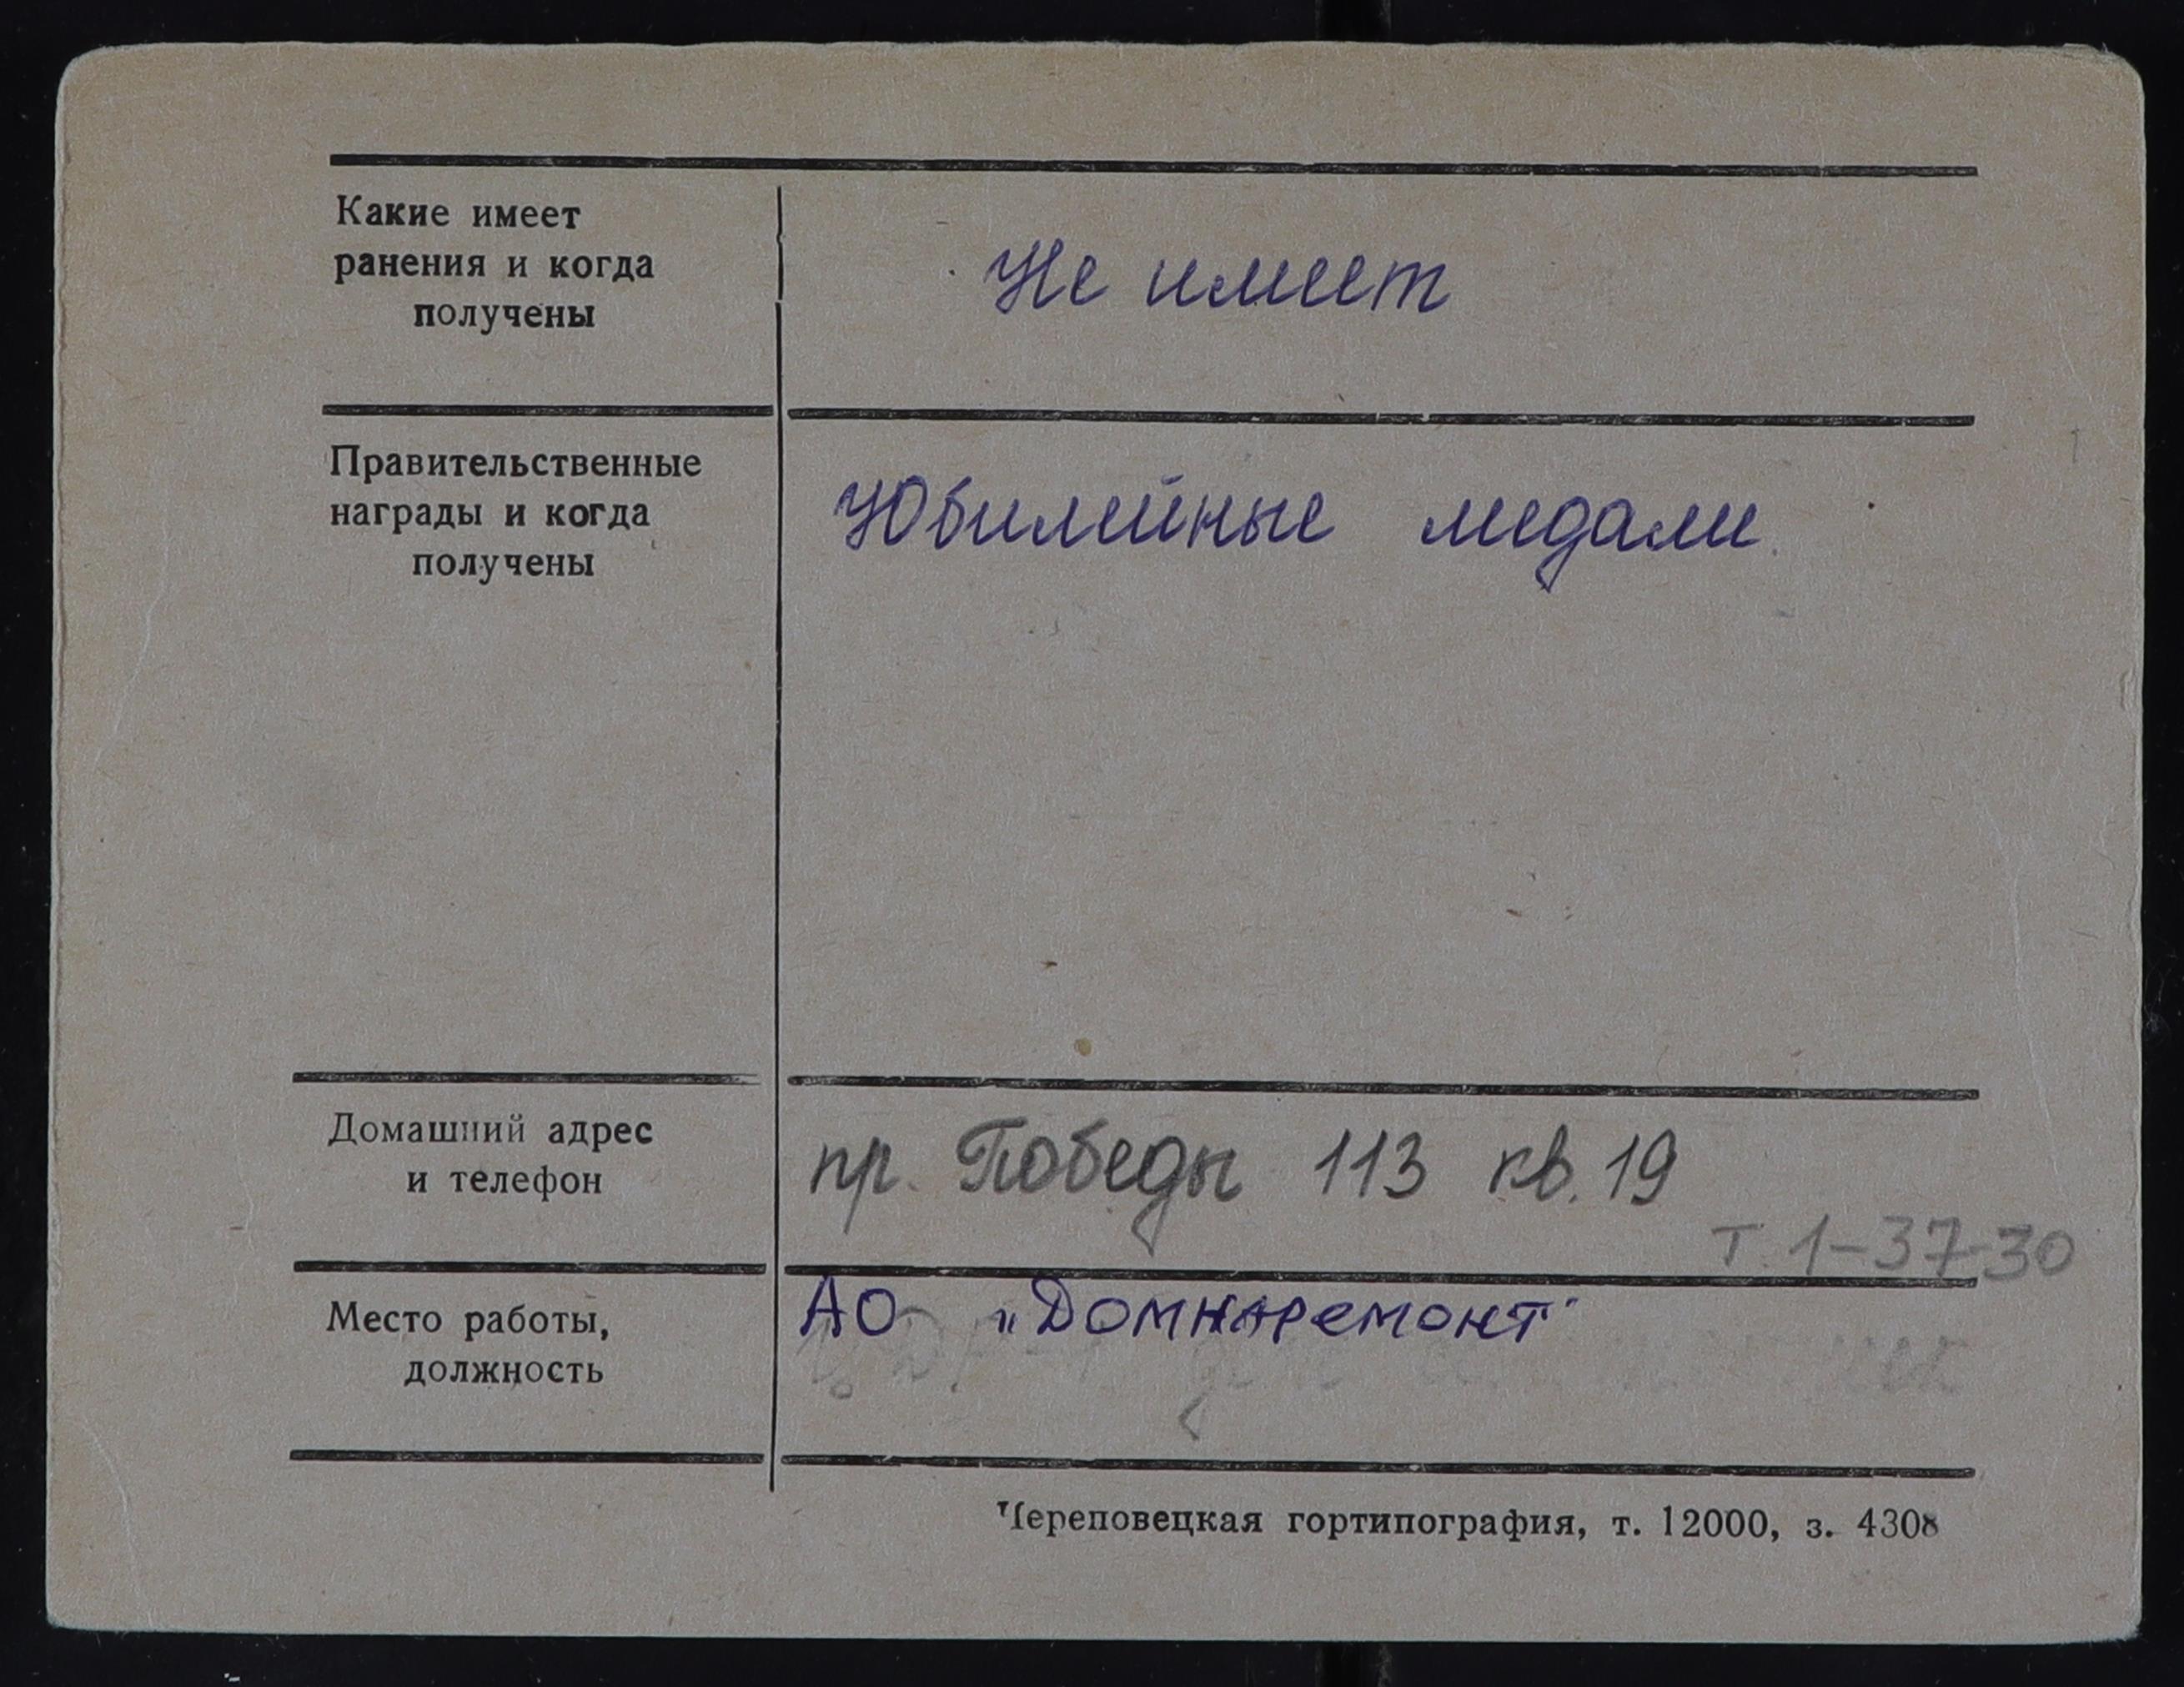 Какие имеет
ранения и когда
получены
Не имеет
Правительственные
награды и когда
получены
Юбилейные медали
Домашний адрес
и телефон
пр. Победы 113 кв. 19
т. 1-37-30
Место работы,
должность
АО „Домнаремонт"
Череповецкая гортипография, т. 12000, з. 4308